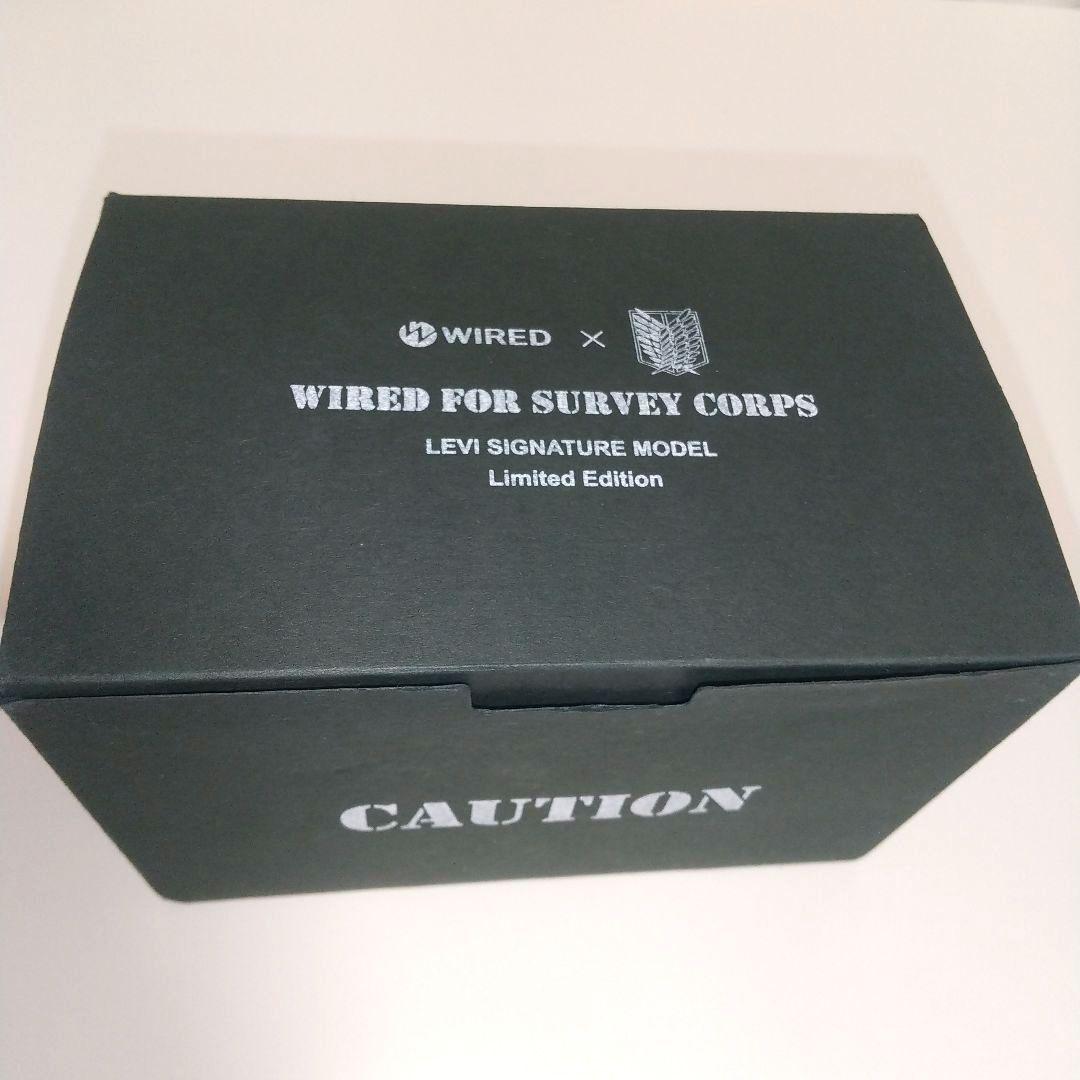 WIRED ×
WIRED FOR SURVEY CORPS
LEVI SIGNATURE MODEL
Limited Edition
CAUTION